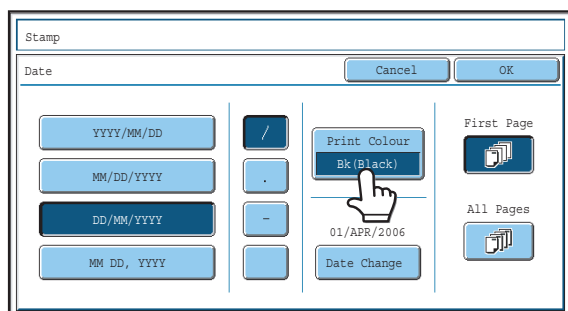 Stamp
Date
Cancel
OK
YYYY/MM/DD
MM/DD/YYYY
DD/MM/YYYY
MM DD, YYYY
/
.
-
Print Colour
Bk(Black)
01/APR/2006
Date Change
First Page
All Pages